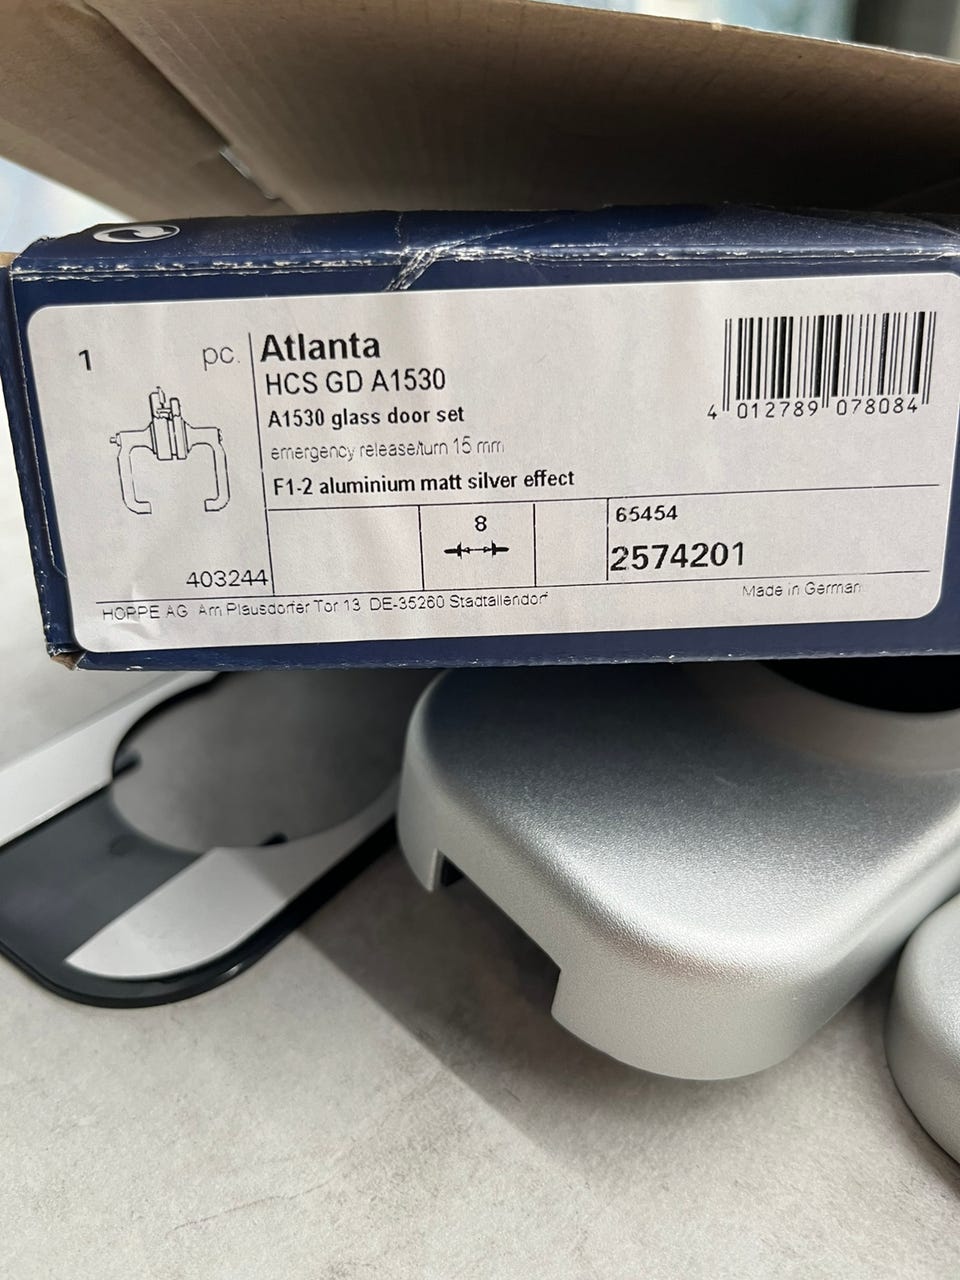 1 pc.
Atlanta
HCS GD A1530
A1530 glass door set
emergency release/turn 15 mm
F1-2 aluminium matt silver effect
4 012789 078084
8
65454
2574201
403244
HOPPE AG Am Plausdorfer Tor 13 DE-35260 Stadtallendorf
Made in German